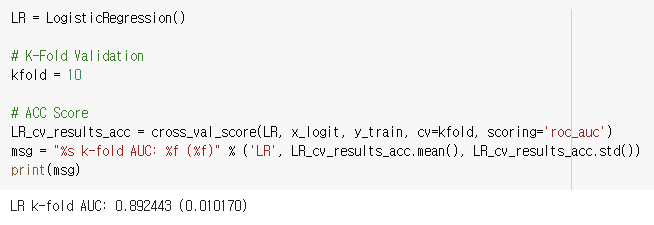 LR = LogisticRegression()
# K-Fold Validation
kfold = 10
# ACC Score
LR_cv_results_acc = cross_val_score(LR, x_logit, y_train, cv=kfold, scoring='roc_auc')
msg = "%s k-fold AUC: %f (%f)" % ('LR', LR_cv_results_acc.mean(), LR_cv_results_acc.std())
print(msg)
LR k-fold AUC: 0.892443 (0.010170)